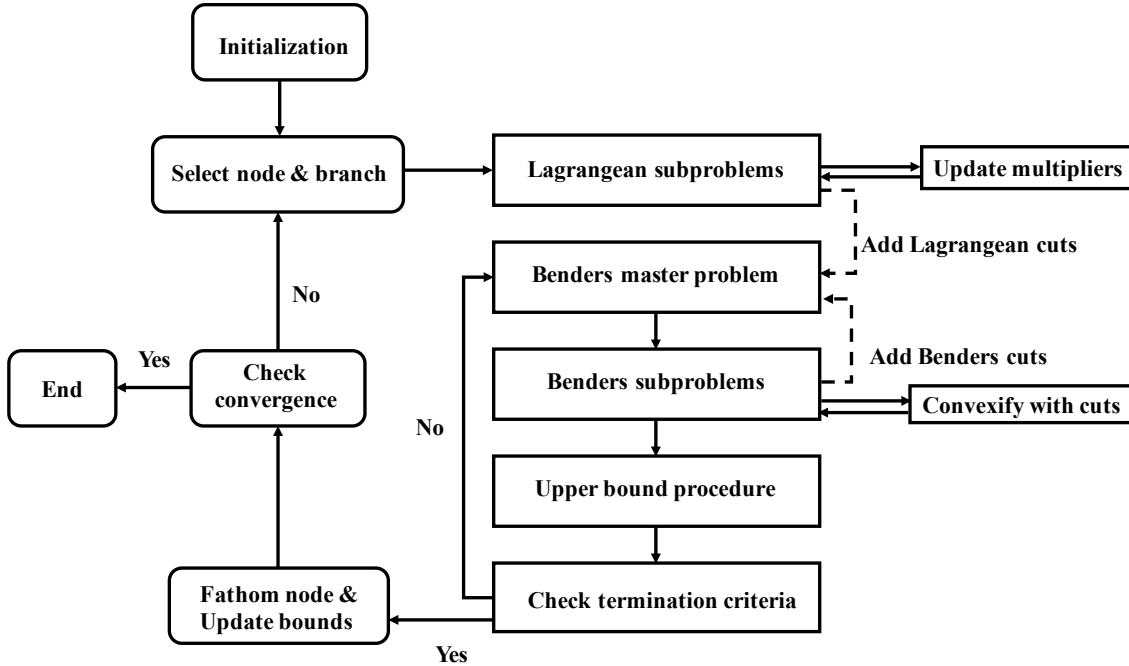 Initialization
Select node & branch
Lagrangean subproblems
Update multipliers
Add Lagrangean cuts
Benders master problem
No
Yes
End
Check
convergence
Benders subproblems
Add Benders cuts
Convexify with cuts
No
Upper bound procedure
Fathom node &
Update bounds
Check termination criteria
Yes